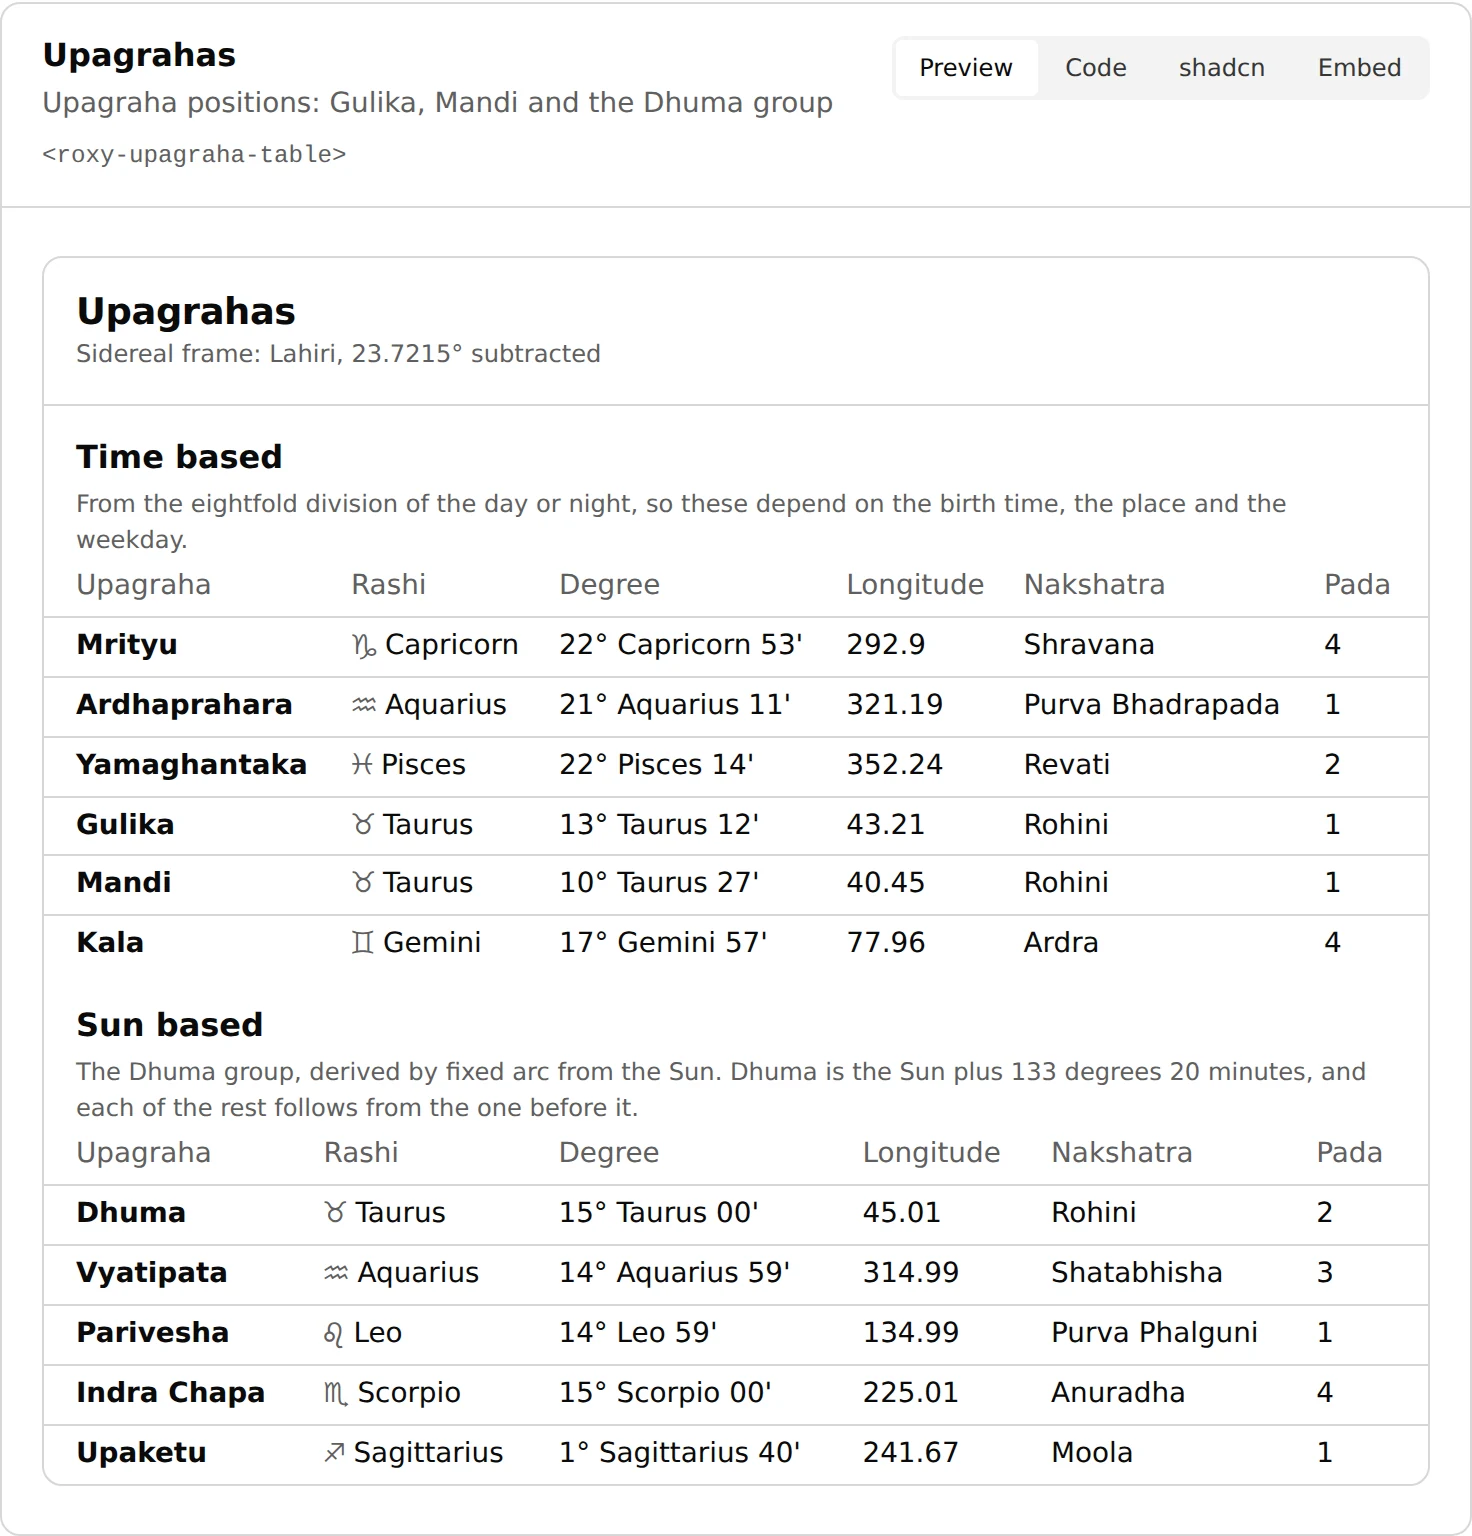 Upagrahas
Upagraha positions: Gulika, Mandi and the Dhuma group
<roxy-upagraha-table>
Preview Code shadcn Embed
Upagrahas
Sidereal frame: Lahiri, 23.7215° subtracted
Time based
From the eightfold division of the day or night, so these depend on the birth time, the place and the
weekday.
Upagraha Rashi Degree Longitude Nakshatra Pada
Mrityu ♑ Capricorn 22° Capricorn 53' 292.9 Shravana 4
Ardhaprahara ♒ Aquarius 21° Aquarius 11' 321.19 Purva Bhadrapada 1
Yamaghantaka ♓ Pisces 22° Pisces 14' 352.24 Revati 2
Gulika ♉ Taurus 13° Taurus 12' 43.21 Rohini 1
Mandi ♉ Taurus 10° Taurus 27' 40.45 Rohini 1
Kala ♊ Gemini 17° Gemini 57' 77.96 Ardra 4
Sun based
The Dhuma group, derived by fixed arc from the Sun. Dhuma is the Sun plus 133 degrees 20 minutes, and
each of the rest follows from the one before it.
Upagraha Rashi Degree Longitude Nakshatra Pada
Dhuma ♉ Taurus 15° Taurus 00' 45.01 Rohini 2
Vyatipata ♒ Aquarius 14° Aquarius 59' 314.99 Shatabhisha 3
Parivesha ♌ Leo 14° Leo 59' 134.99 Purva Phalguni 1
Indra Chapa ♏ Scorpio 15° Scorpio 00' 225.01 Anuradha 4
Upaketu ♐ Sagittarius 1° Sagittarius 40' 241.67 Moola 1